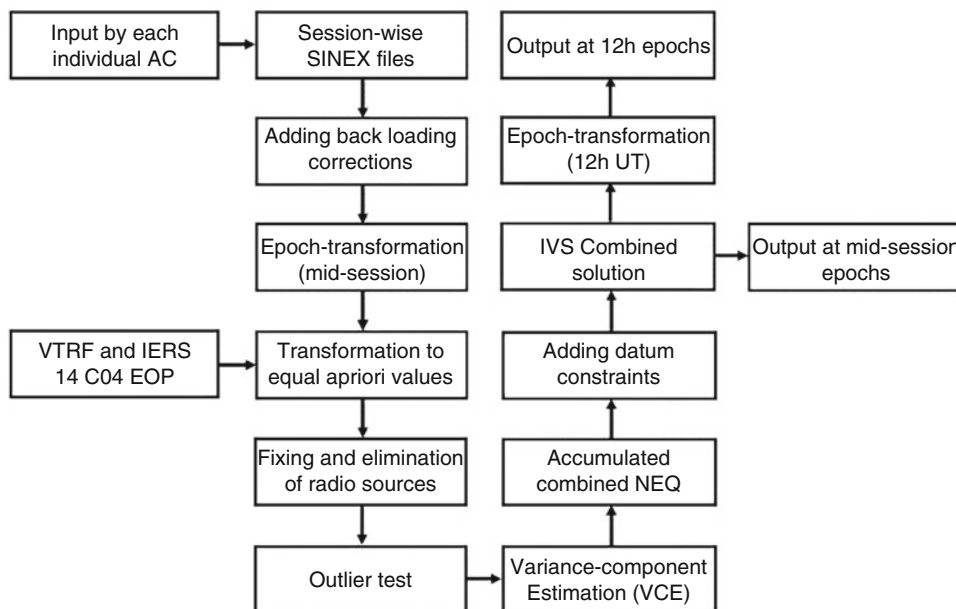 Input by each
individual AC
Session-wise
SINEX files
Adding back loading
corrections
Epoch-transformation
(mid-session)
VTRF and IERS
14 C04 EOP
Transformation to
equal apriori values
Fixing and elimination
of radio sources
Outlier test
Variance-component
Estimation (VCE)
Accumulated
combined NEQ
Adding datum
constraints
IVS Combined
solution
Output at mid-session
epochs
Epoch-transformation
(12h UT)
Output at 12h epochs